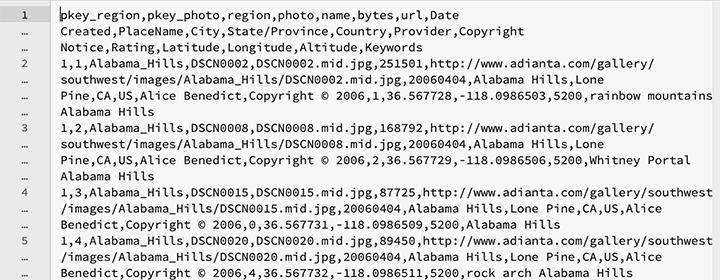 1 pkey_region,pkey_photo,region,photo,name,bytes,url,Date
… Created,PlaceName,City,State/Province,Country,Provider,Copyright
… Notice,Rating,Latitude,Longitude,Altitude,Keywords
2 1,1,Alabama_Hills,DSCN0002,DSCN0002.mid.jpg,251501,http://www.adianta.com/gallery/
… southwest/images/Alabama_Hills/DSCN0002.mid.jpg,20060404,Alabama Hills,Lone
… Pine,CA,US,Alice Benedict,Copyright © 2006,1,36.567728,-118.0986503,5200,rainbow mountains
… Alabama Hills
3 1,2,Alabama_Hills,DSCN0008,DSCN0008.mid.jpg,168792,http://www.adianta.com/gallery/
… southwest/images/Alabama_Hills/DSCN0008.mid.jpg,20060404,Alabama Hills,Lone
… Pine,CA,US,Alice Benedict,Copyright © 2006,2,36.567729,-118.0986506,5200,Whitney Portal
… Alabama Hills
4 1,3,Alabama_Hills,DSCN0015,DSCN0015.mid.jpg,87725,http://www.adianta.com/gallery/southwest
… /images/Alabama_Hills/DSCN0015.mid.jpg,20060404,Alabama Hills,Lone Pine,CA,US,Alice
… Benedict,Copyright © 2006,0,36.567731,-118.0986509,5200,Alabama Hills
5 1,4,Alabama_Hills,DSCN0020,DSCN0020.mid.jpg,89450,http://www.adianta.com/gallery/southwest
… /images/Alabama_Hills/DSCN0020.mid.jpg,20060404,Alabama Hills,Lone Pine,CA,US,Alice
… Benedict,Copyright © 2006,4,36.567732,-118.0986511,5200,rock arch Alabama Hills